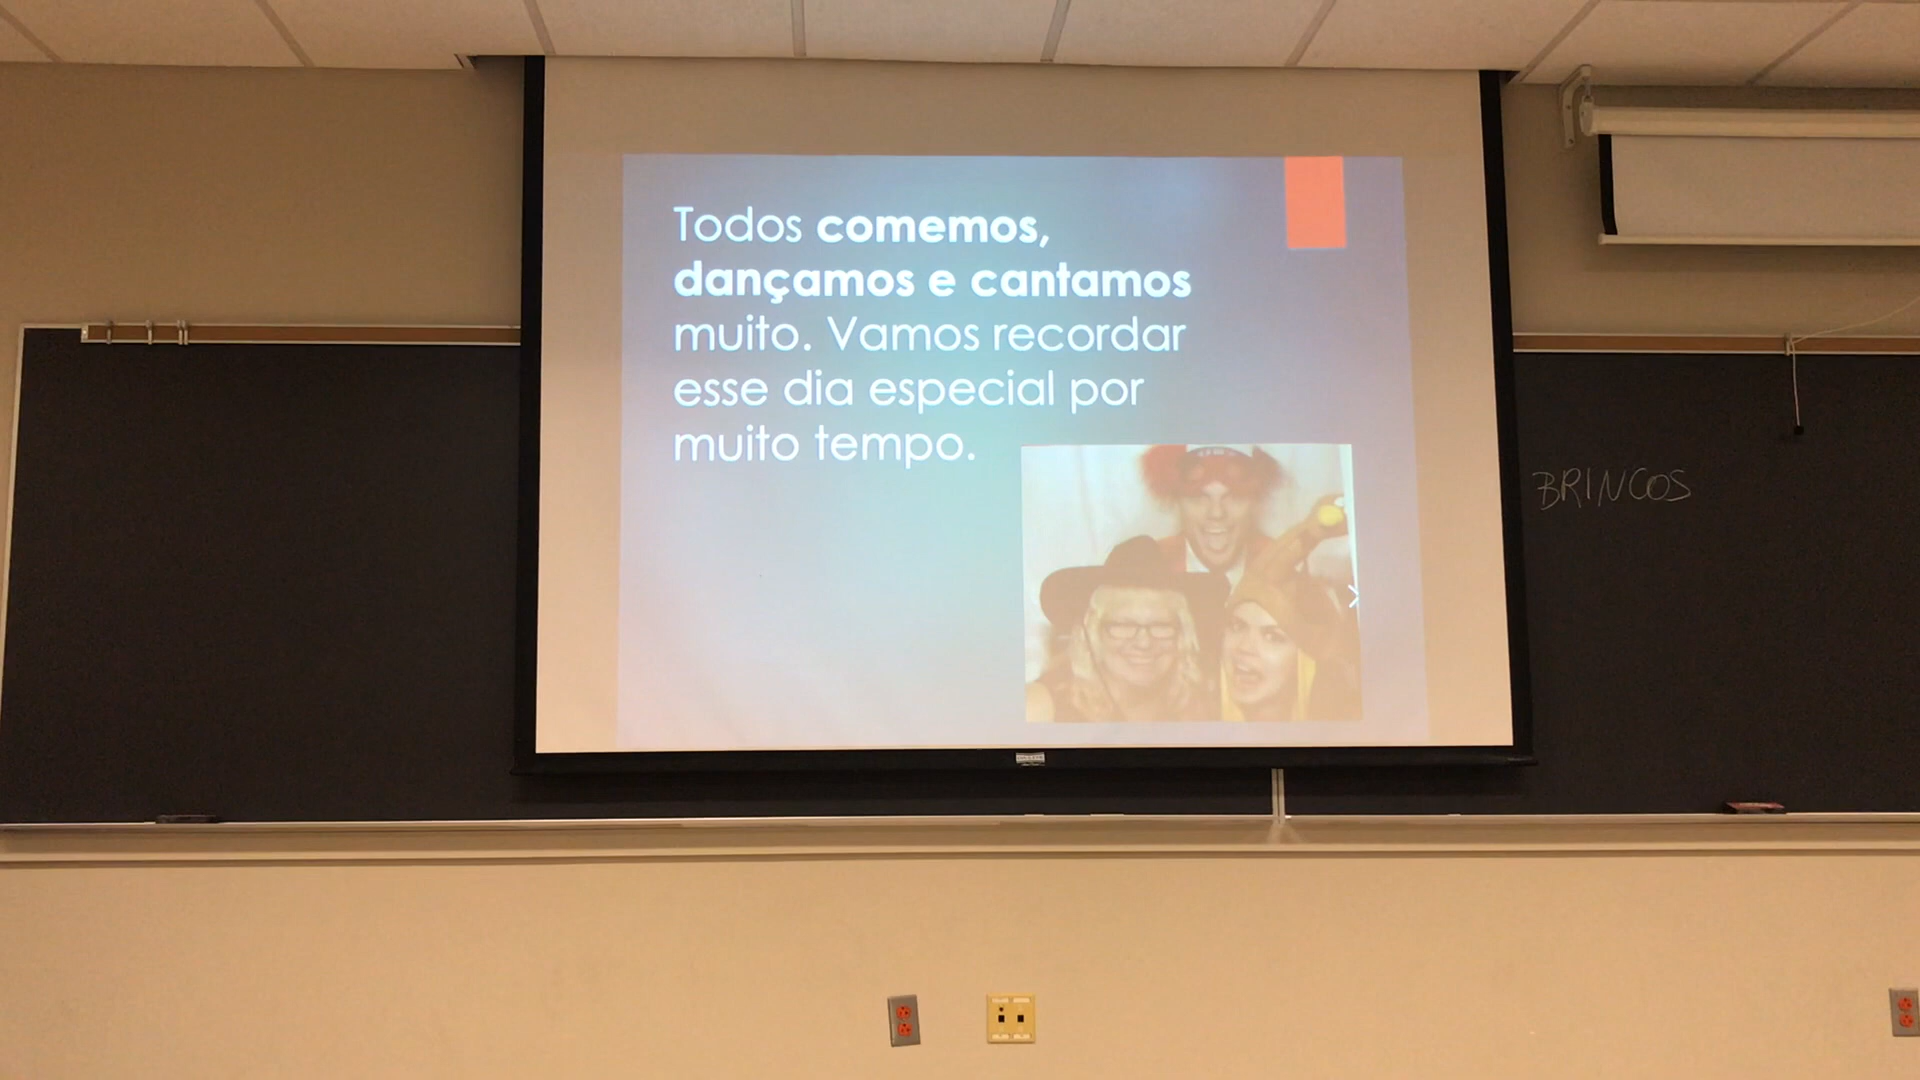 Todos comemos,
dançamos e cantamos
muito. Vamos recordar
esse dia especial por
muito tempo.
BRINCOS